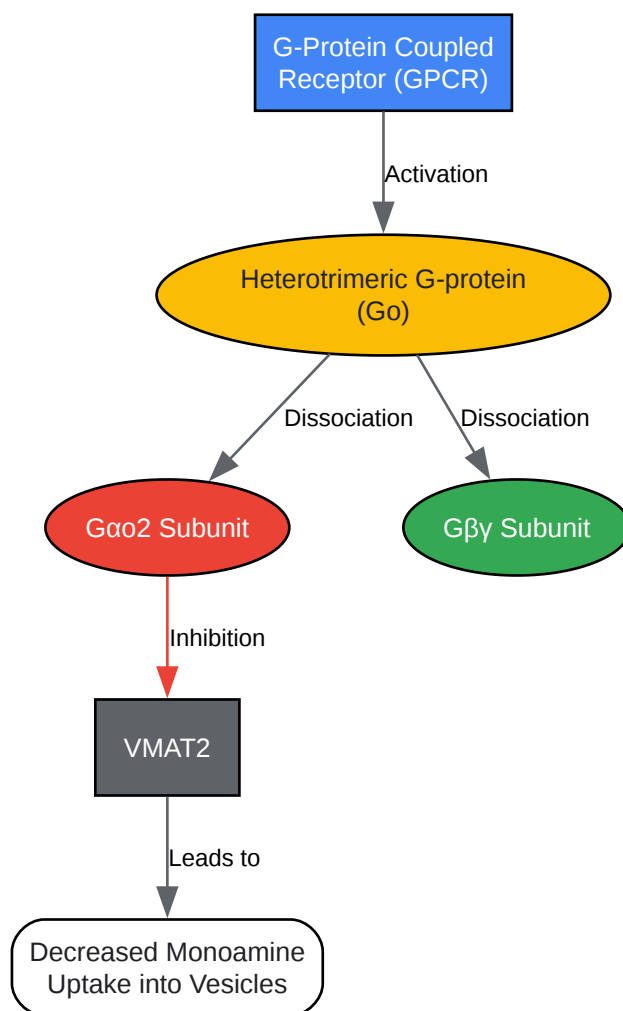 G-Protein Coupled
Receptor (GPCR)
Activation
Heterotrimeric G-protein
(Go)
Dissociation
Dissociation
Gαo2 Subunit
Gβγ Subunit
Inhibition
VMAT2
Leads to
Decreased Monoamine
Uptake into Vesicles